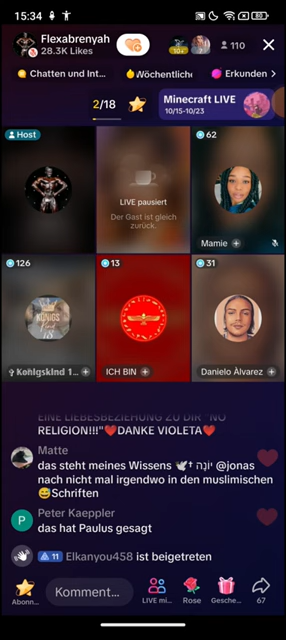 15:34
80
Flexabrenyah
28.3K Likes
110
Chatten und Int...
Wöchentliche
Erkunden
2/18
Minecraft LIVE
10/15-10/23
Host
LIVE pausiert
Der Gast ist gleich
zurück.
62
Mamie
126
KÖNIGS
Kind
✞ Königskind 1...
13
ICH BIN
31
Danielo Àlvarez
EINE LIEBESBEZIEHUNG ZU DIR "NO
RELIGION!!!"❤️DANKE VIOLETA❤️
Matte
das steht meines Wissens 🕊️✝ יוֹנָה @jonas
nach nicht mal irgendwo in den muslimischen
😅Schriften
P
Peter Kaeppler
das hat Paulus gesagt
11 Elkanyou458 ist beigetreten
Abonn...
Komment...
LIVE mi...
Rose
Gesche...
67